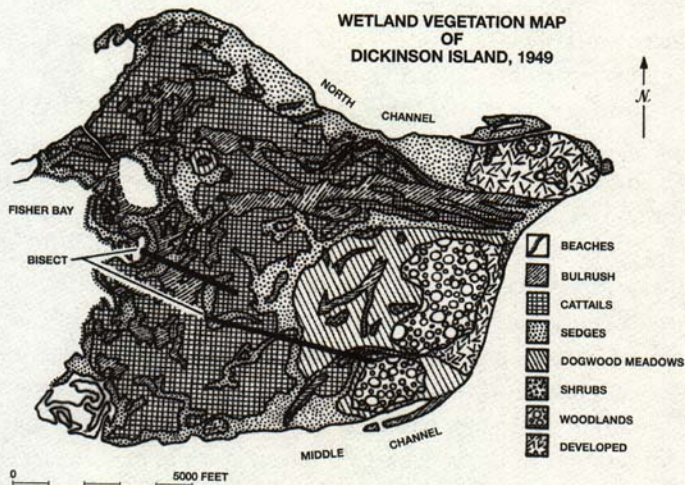 WETLAND VEGETATION MAP
OF
DICKINSON ISLAND, 1949
NORTH
CHANNEL
N.
FISHER BAY
BISECT
BEACHES
BULRUSH
CATTAILS
SEDGES
DOGWOOD MEADOWS
SHRUBS
WOODLANDS
DEVELOPED
MIDDLE
CHANNEL
0
5000 FEET